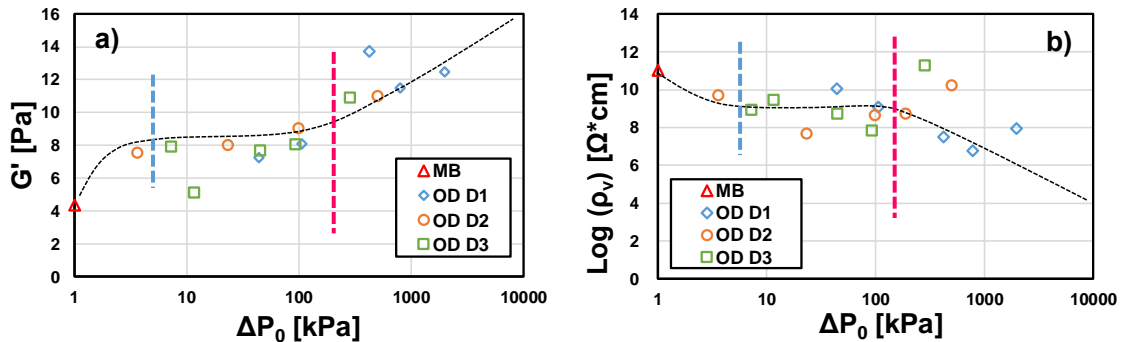 a)
G' [Pa]
16
14
12
10
8
6
4
2
0
MB
OD D1
OD D2
OD D3
1 10 100 1000 10000
ΔP₀ [kPa]
b)
Log (ρᵥ) [Ω*cm]
14
12
10
8
6
4
2
0
MB
OD D1
OD D2
OD D3
1 10 100 1000 10000
ΔP₀ [kPa]